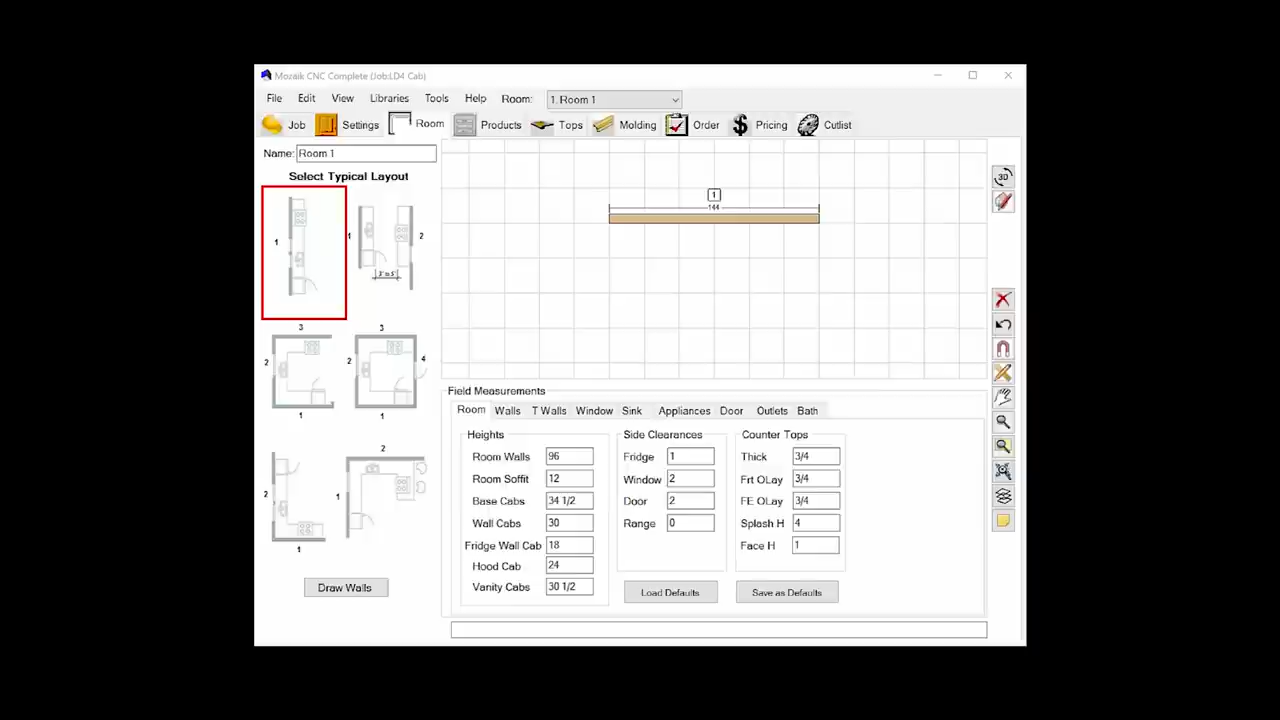 Mozaik CNC Complete (Job:LD4 Cab)
File Edit View Libraries Tools Help Room: 1. Room 1
Job Settings Room Products Tops Molding Order Pricing Cutlist
Name: Room 1
Select Typical Layout
1
1 2
3
2
1
3
2 4
1
2
1
2
1
Draw Walls
1
144
3D
Field Measurements
Room Walls T Walls Window Sink Appliances Door Outlets Bath
Heights
Room Walls 96
Room Soffit 12
Base Cabs 34 1/2
Wall Cabs 30
Fridge Wall Cab 18
Hood Cab 24
Vanity Cabs 30 1/2
Side Clearances
Fridge 1
Window 2
Door 2
Range 0
Load Defaults
Counter Tops
Thick 3/4
Frt OLay 3/4
FE OLay 3/4
Splash H 4
Face H 1
Save as Defaults